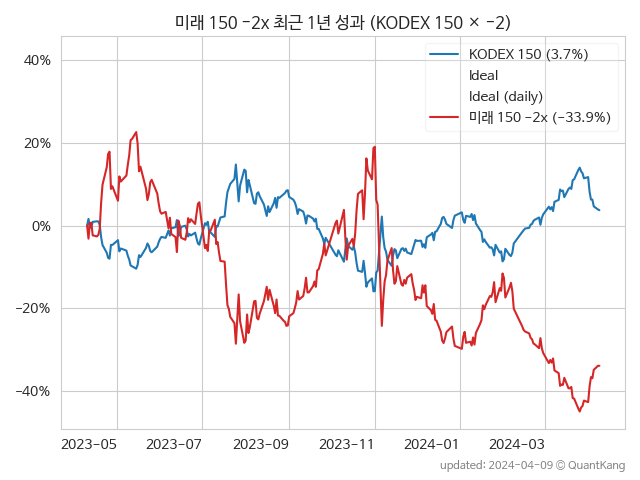 미래 150 -2x 최근 1년 성과 (KODEX 150 × -2)
KODEX 150 (3.7%)
Ideal
Ideal (daily)
미래 150 -2x (-33.9%)
40%
20%
0%
-20%
-40%
2023-05 2023-07 2023-09 2023-11 2024-01 2024-03
updated: 2024-04-09 © QuantKang